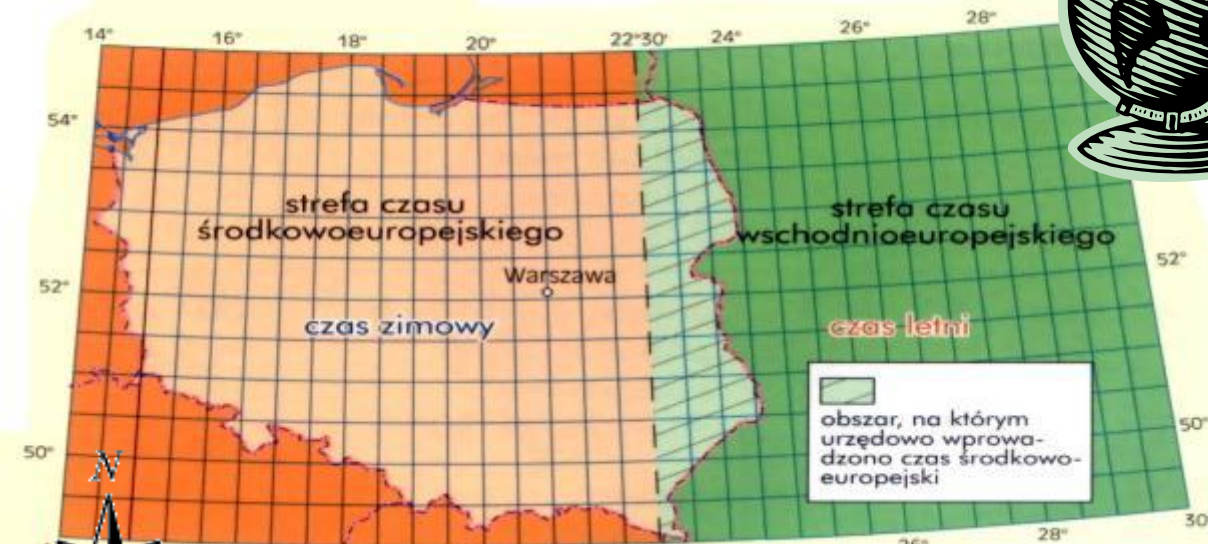 14° 16° 18° 20° 22°30' 24° 26° 28°
54°
strefa czasu
środkowoeuropejskiego
strefa czasu
wschodnioeuropejskiego
Warszawa
52°
52°
czas zimowy
czas letni
obszar, na którym
urzędowo wprowa-
dzono czas środkowo-
europejski
50°
50°
N
26° 28° 30